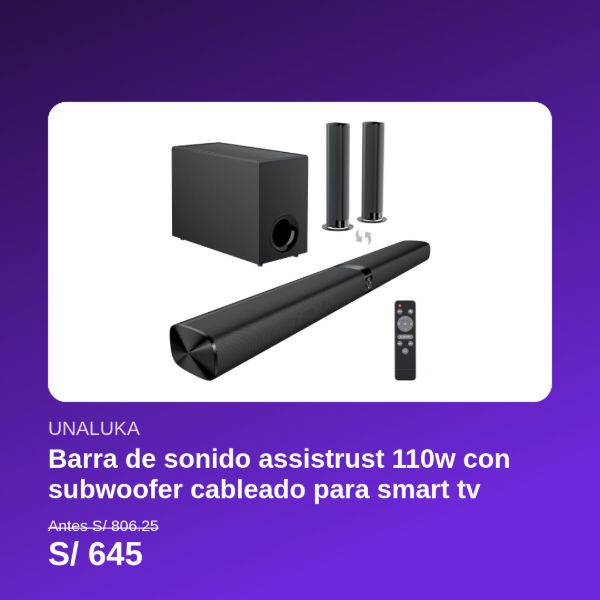 UNALUKA
Barra de sonido assistrust 110w con
subwoofer cableado para smart tv
Antes S/ 806.25
S/ 645